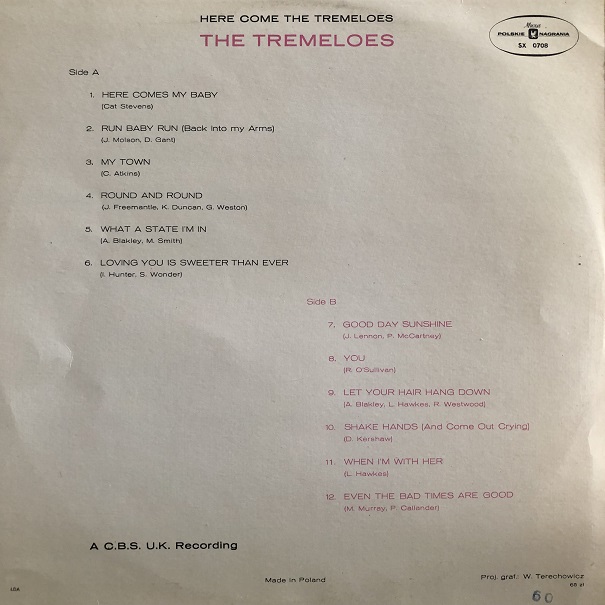 HERE COME THE TREMELOES
THE TREMELOES
Muza
POLSKIE NAGRANIA
SX 0708
Side A
1. HERE COMES MY BABY
(Cat Stevens)
2. RUN BABY RUN (Back Into my Arms)
(J. Molson, D. Gant)
3. MY TOWN
(C. Atkins)
4. ROUND AND ROUND
(J. Freemantle, K. Duncan, G. Weston)
5. WHAT A STATE I'M IN
(A. Blakley, M. Smith)
6. LOVING YOU IS SWEETER THAN EVER
(I. Hunter, S. Wonder)
Side B
7. GOOD DAY SUNSHINE
(J. Lennon, P. McCartney)
8. YOU
(R. O'Sullivan)
9. LET YOUR HAIR HANG DOWN
(A. Blakley, L. Hawkes, R. Westwood)
10. SHAKE HANDS (And Come Out Crying)
(D. Kershaw)
11. WHEN I'M WITH HER
(L. Hawkes)
12. EVEN THE BAD TIMES ARE GOOD
(M. Murray, P. Callander)
A C.B.S. U.K. Recording
Made in Poland
Proj. graf.: W. Terechowicz
60